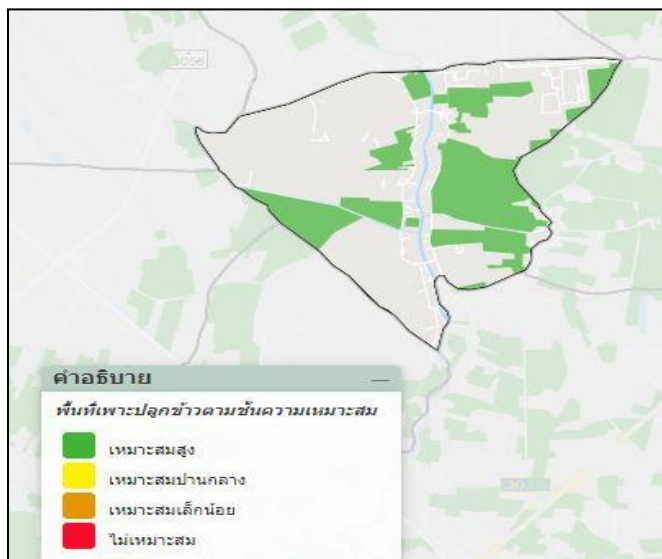 3056
คำอธิบาย
พื้นที่เพาะปลูกข้าวตามชั้นความเหมาะสม
เหมาะสมสูง
เหมาะสมปานกลาง
เหมาะสมเล็กน้อย
ไม่เหมาะสม